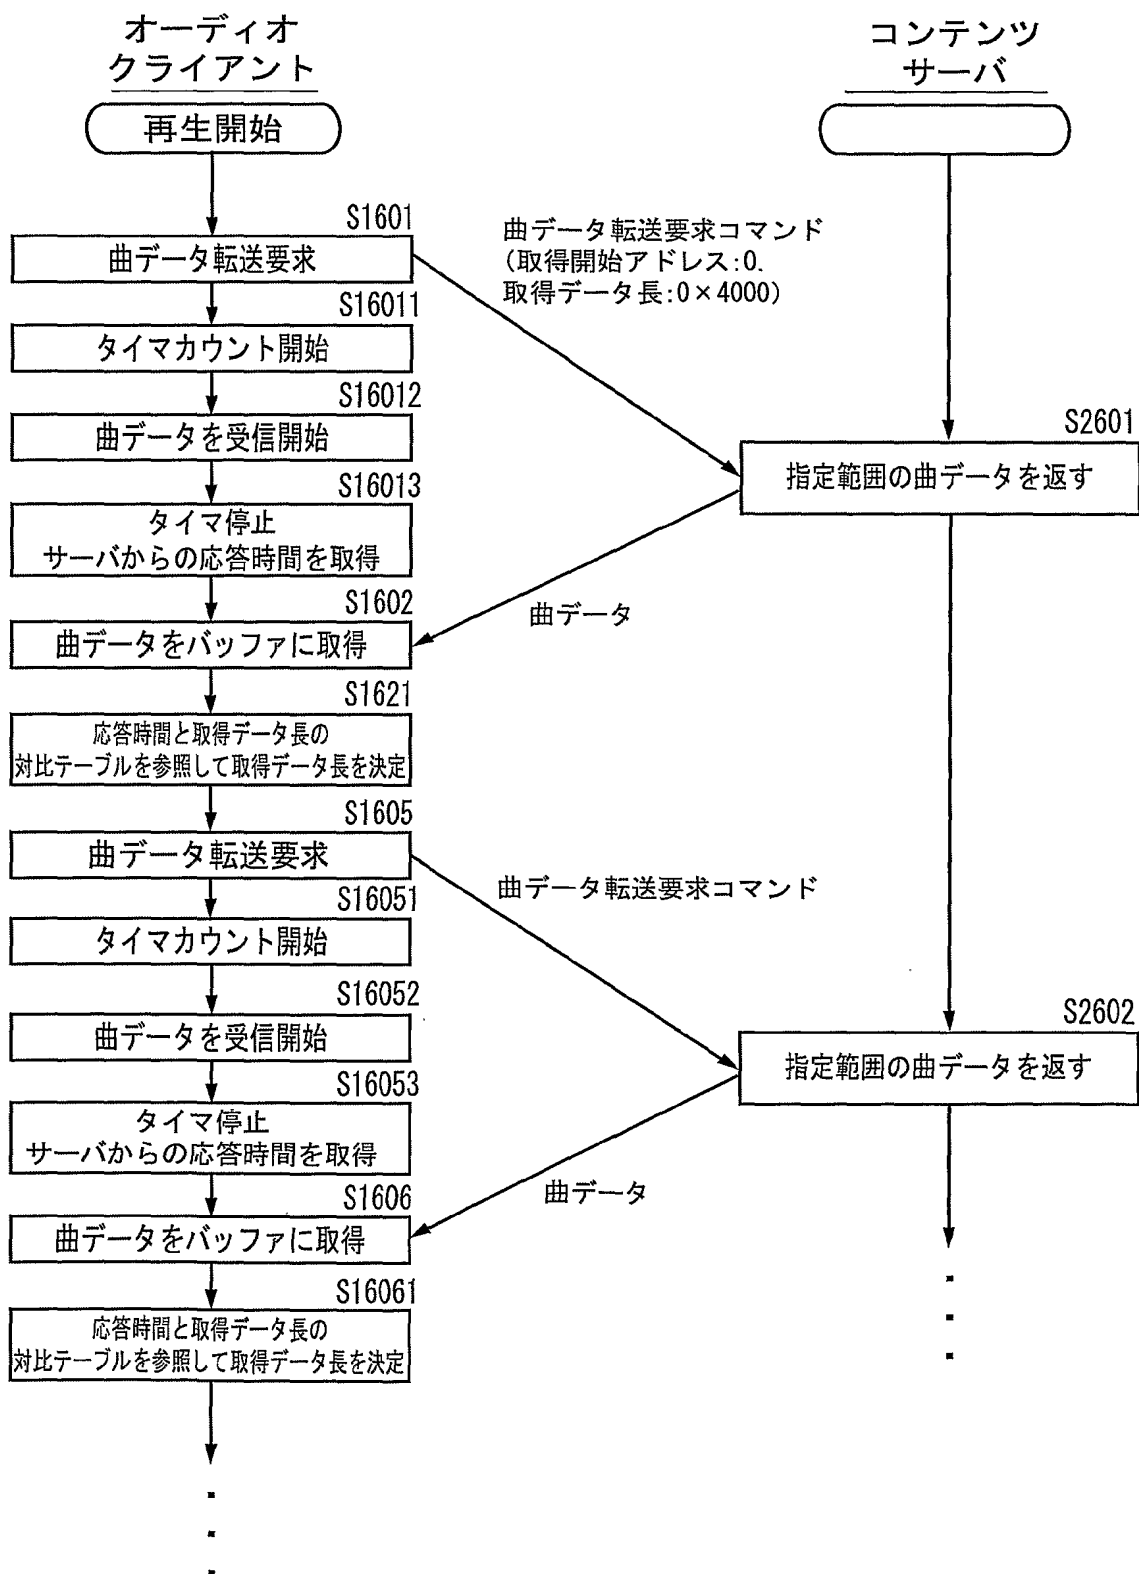 オーディオ
クライアント
再生開始
S1601
曲データ転送要求
S16011
タイマカウント開始
S16012
曲データを受信開始
S16013
タイマ停止
サーバからの応答時間を取得
S1602
曲データをバッファに取得
S1621
応答時間と取得データ長の
対比テーブルを参照して取得データ長を決定
S1605
曲データ転送要求
S16051
タイマカウント開始
S16052
曲データを受信開始
S16053
タイマ停止
サーバからの応答時間を取得
S1606
曲データをバッファに取得
S16061
応答時間と取得データ長の
対比テーブルを参照して取得データ長を決定
曲データ転送要求コマンド
(取得開始アドレス:0.
取得データ長:0×4000)
曲データ
曲データ転送要求コマンド
曲データ
コンテンツ
サーバ
S2601
指定範囲の曲データを返す
S2602
指定範囲の曲データを返す